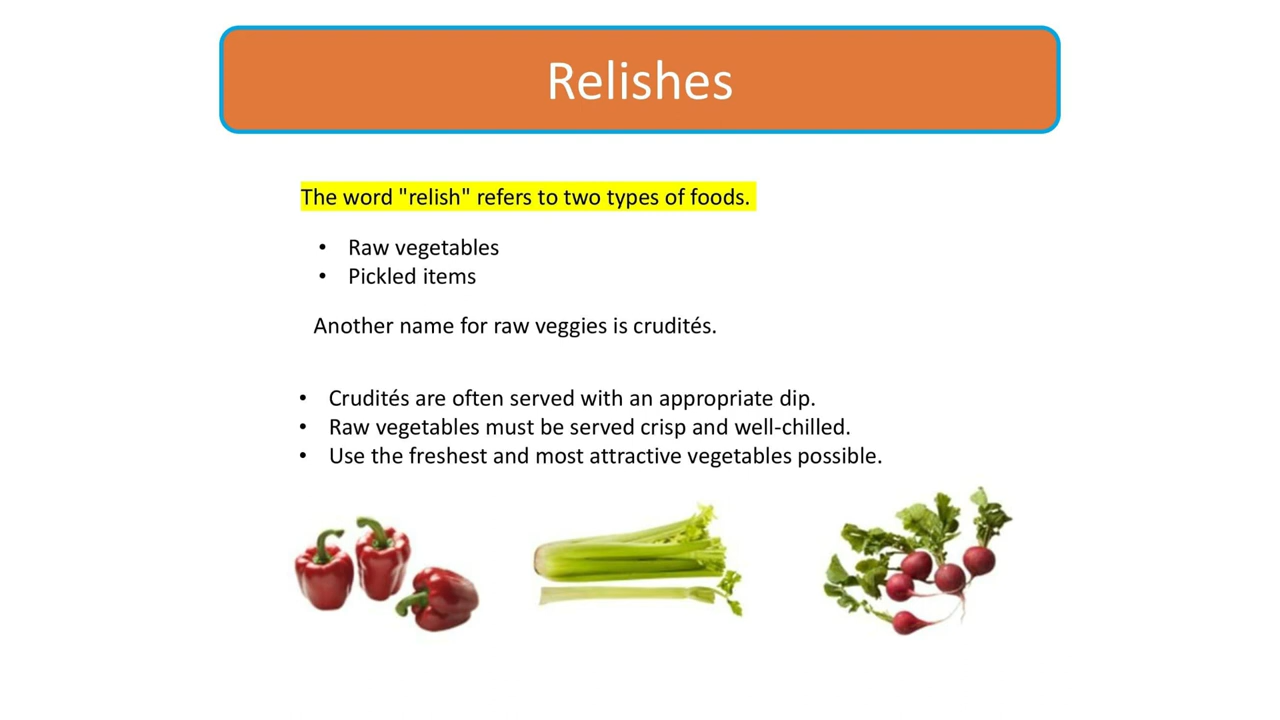 Relishes
The word "relish" refers to two types of foods.
• Raw vegetables
• Pickled items
Another name for raw veggies is crudités.
• Crudités are often served with an appropriate dip.
• Raw vegetables must be served crisp and well-chilled.
• Use the freshest and most attractive vegetables possible.